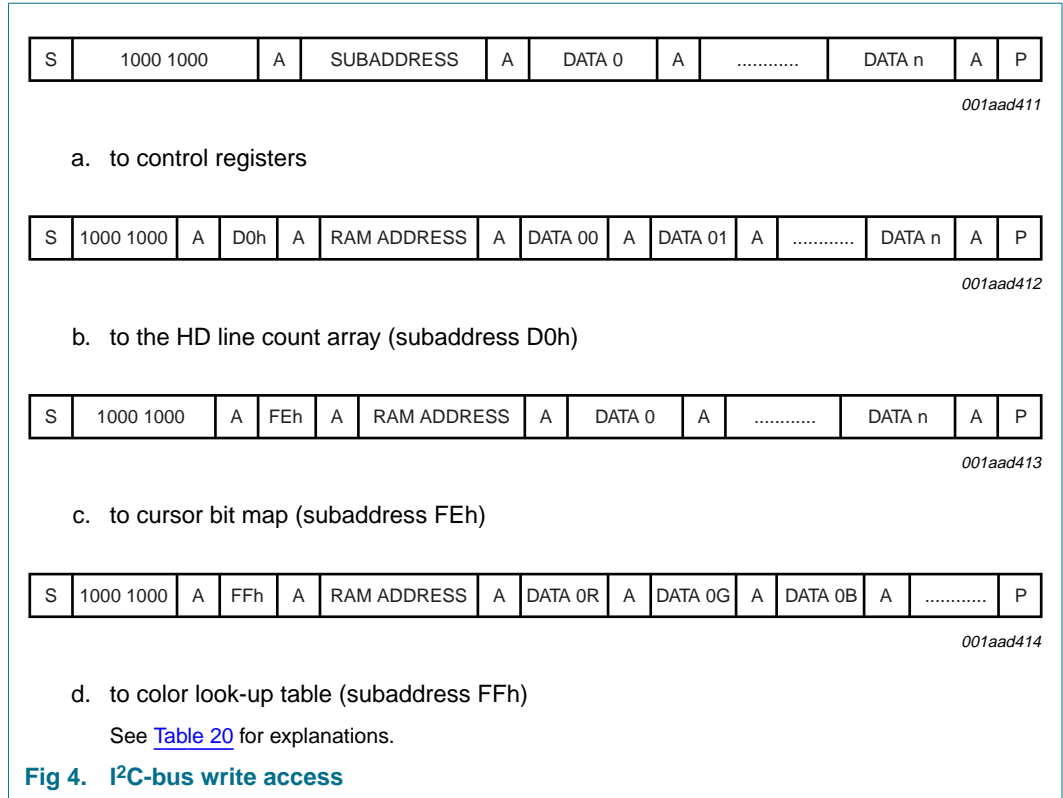 S 1000 1000 A SUBADDRESS A DATA 0 A ............ DATA n A P
001aad411
a. to control registers
S 1000 1000 A D0h A RAM ADDRESS A DATA 00 A DATA 01 A ............ DATA n A P
001aad412
b. to the HD line count array (subaddress D0h)
S 1000 1000 A FEh A RAM ADDRESS A DATA 0 A ............ DATA n A P
001aad413
c. to cursor bit map (subaddress FEh)
S 1000 1000 A FFh A RAM ADDRESS A DATA 0R A DATA 0G A DATA 0B A ............ P
001aad414
d. to color look-up table (subaddress FFh)
See Table 20 for explanations.
Fig 4. I²C-bus write access